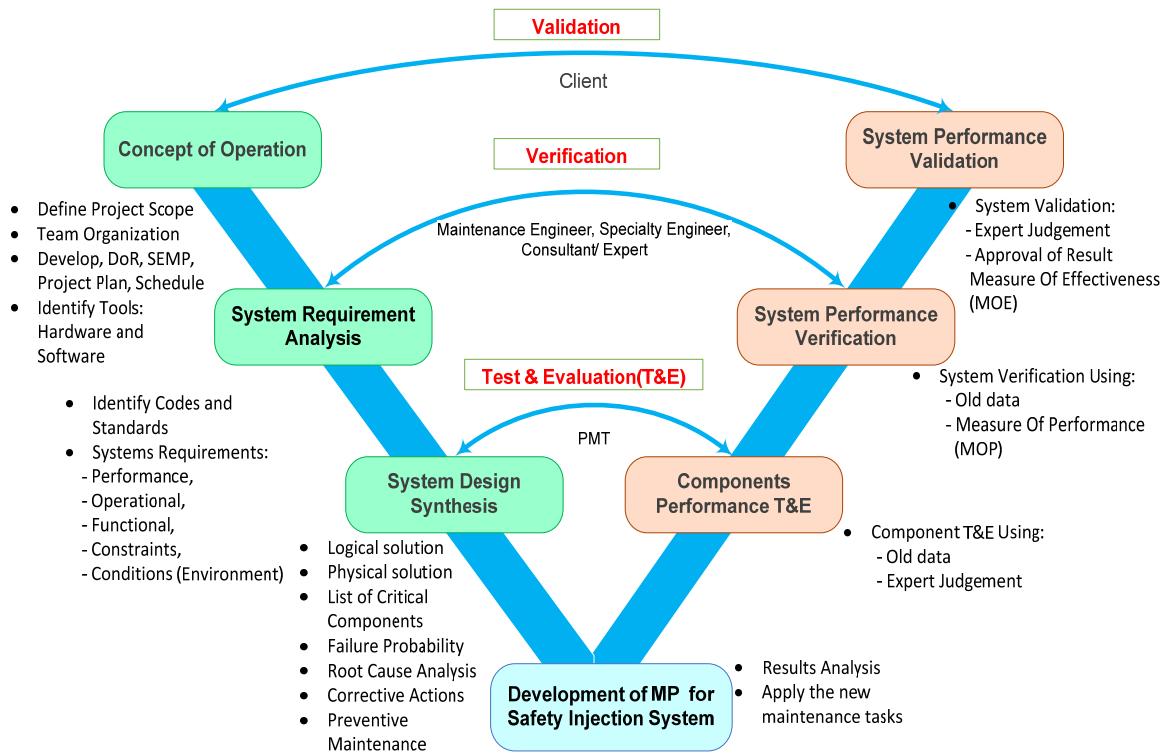 Validation
Client
Concept of Operation
System Performance
Validation
Verification
• Define Project Scope
• Team Organization
• Develop, DoR, SEMP,
Project Plan, Schedule
• Identify Tools:
Hardware and
Software
Maintenance Engineer, Specialty Engineer,
Consultant/ Expert
• System Validation:
- Expert Judgement
- Approval of Result
Measure Of Effectiveness
(MOE)
System Requirement
Analysis
System Performance
Verification
Test & Evaluation(T&E)
• Identify Codes and
Standards
• Systems Requirements:
- Performance,
- Operational,
- Functional,
- Constraints,
- Conditions (Environment)
PMT
• System Verification Using:
- Old data
- Measure Of Performance
(MOP)
System Design
Synthesis
Components
Performance T&E
• Logical solution
• Physical solution
• List of Critical
Components
• Failure Probability
• Root Cause Analysis
• Corrective Actions
• Preventive
Maintenance
• Component T&E Using:
- Old data
- Expert Judgement
Development of MP for
Safety Injection System
• Results Analysis
• Apply the new
maintenance tasks